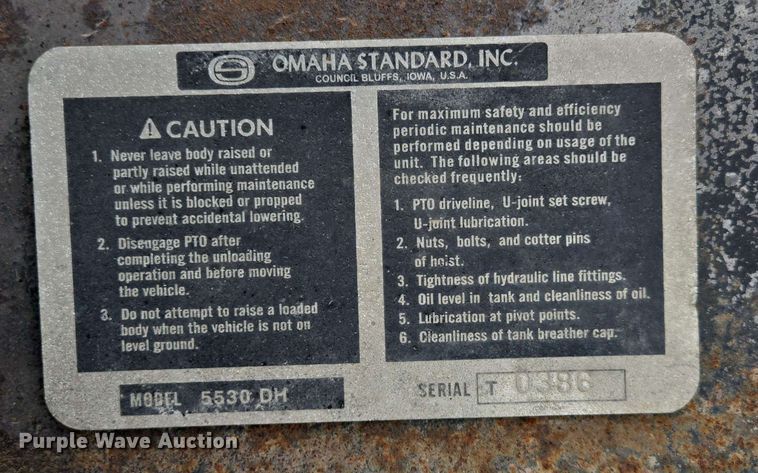 OMAHA STANDARD, INC.
COUNCIL BLUFFS, IOWA, U.S.A.
CAUTION
1. Never leave body raised or
partly raised while unattended
or while performing maintenance
unless it is blocked or propped
to prevent accidental lowering.
2. Disengage PTO after
completing the unloading
operation and before moving
the vehicle.
3. Do not attempt to raise a loaded
body when the vehicle is not on
level ground.
MODEL 5530 DH
For maximum safety and efficiency
periodic maintenance should be
performed depending on usage of the
unit. The following areas should be
checked frequently:
1. PTO driveline, U-joint set screw,
U-joint lubrication.
2. Nuts, bolts, and cotter pins
of hoist.
3. Tightness of hydraulic line fittings.
4. Oil level in tank and cleanliness of oil.
5. Lubrication at pivot points.
6. Cleanliness of tank breather cap.
SERIAL T 0386
Purple Wave Auction